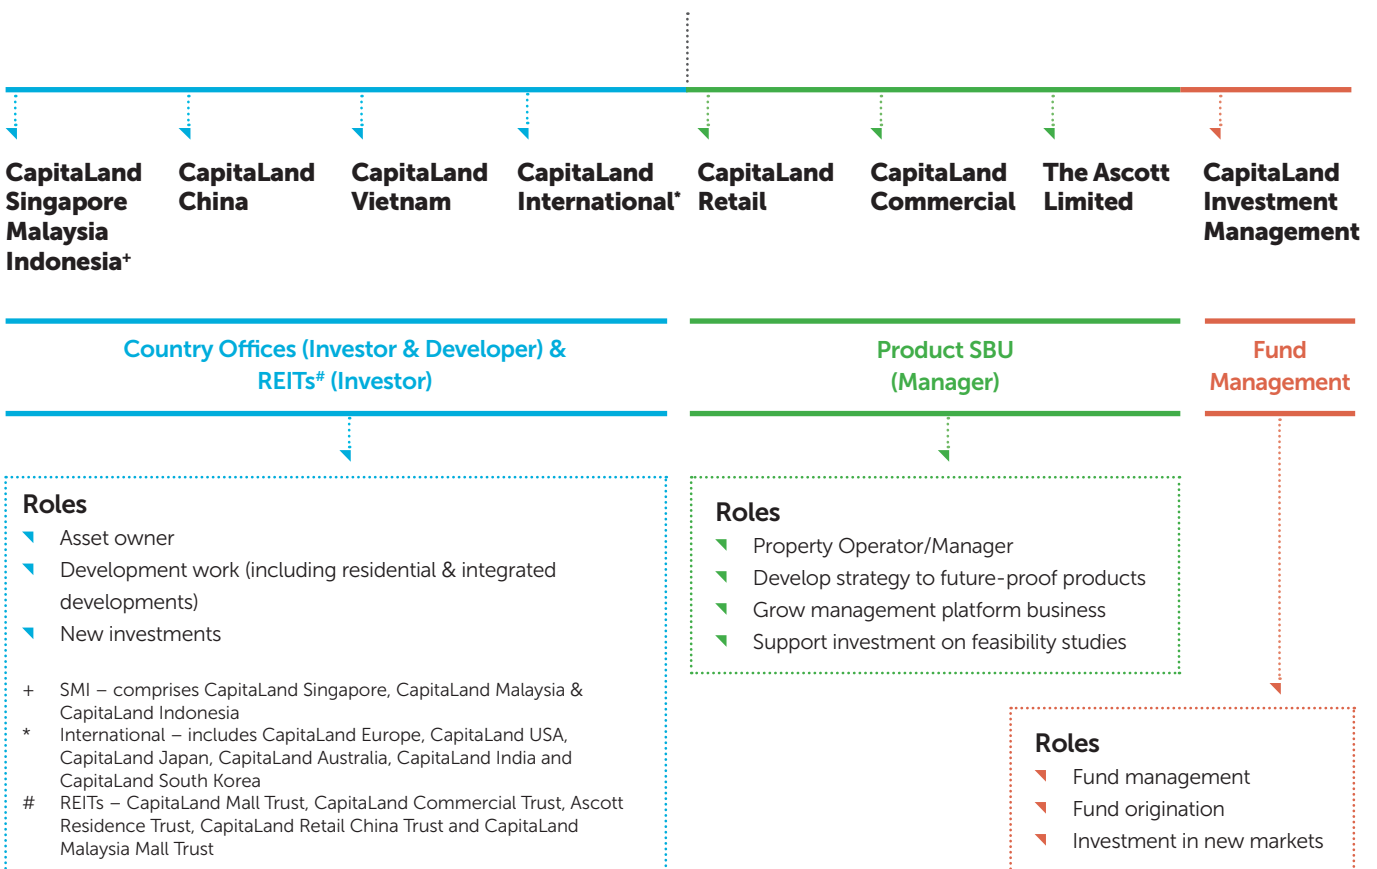 CapitaLand
Singapore
Malaysia
Indonesia⁺
CapitaLand
China
CapitaLand
Vietnam
CapitaLand
International*
CapitaLand
Retail
CapitaLand
Commercial
The Ascott
Limited
CapitaLand
Investment
Management
Country Offices (Investor & Developer) &
REITs# (Investor)
Product SBU
(Manager)
Fund
Management
Roles
Asset owner
Development work (including residential & integrated
developments)
New investments
+ SMI – comprises CapitaLand Singapore, CapitaLand Malaysia &
CapitaLand Indonesia
* International – includes CapitaLand Europe, CapitaLand USA,
CapitaLand Japan, CapitaLand Australia, CapitaLand India and
CapitaLand South Korea
# REITs – CapitaLand Mall Trust, CapitaLand Commercial Trust, Ascott
Residence Trust, CapitaLand Retail China Trust and CapitaLand
Malaysia Mall Trust
Roles
Property Operator/Manager
Develop strategy to future-proof products
Grow management platform business
Support investment on feasibility studies
Roles
Fund management
Fund origination
Investment in new markets